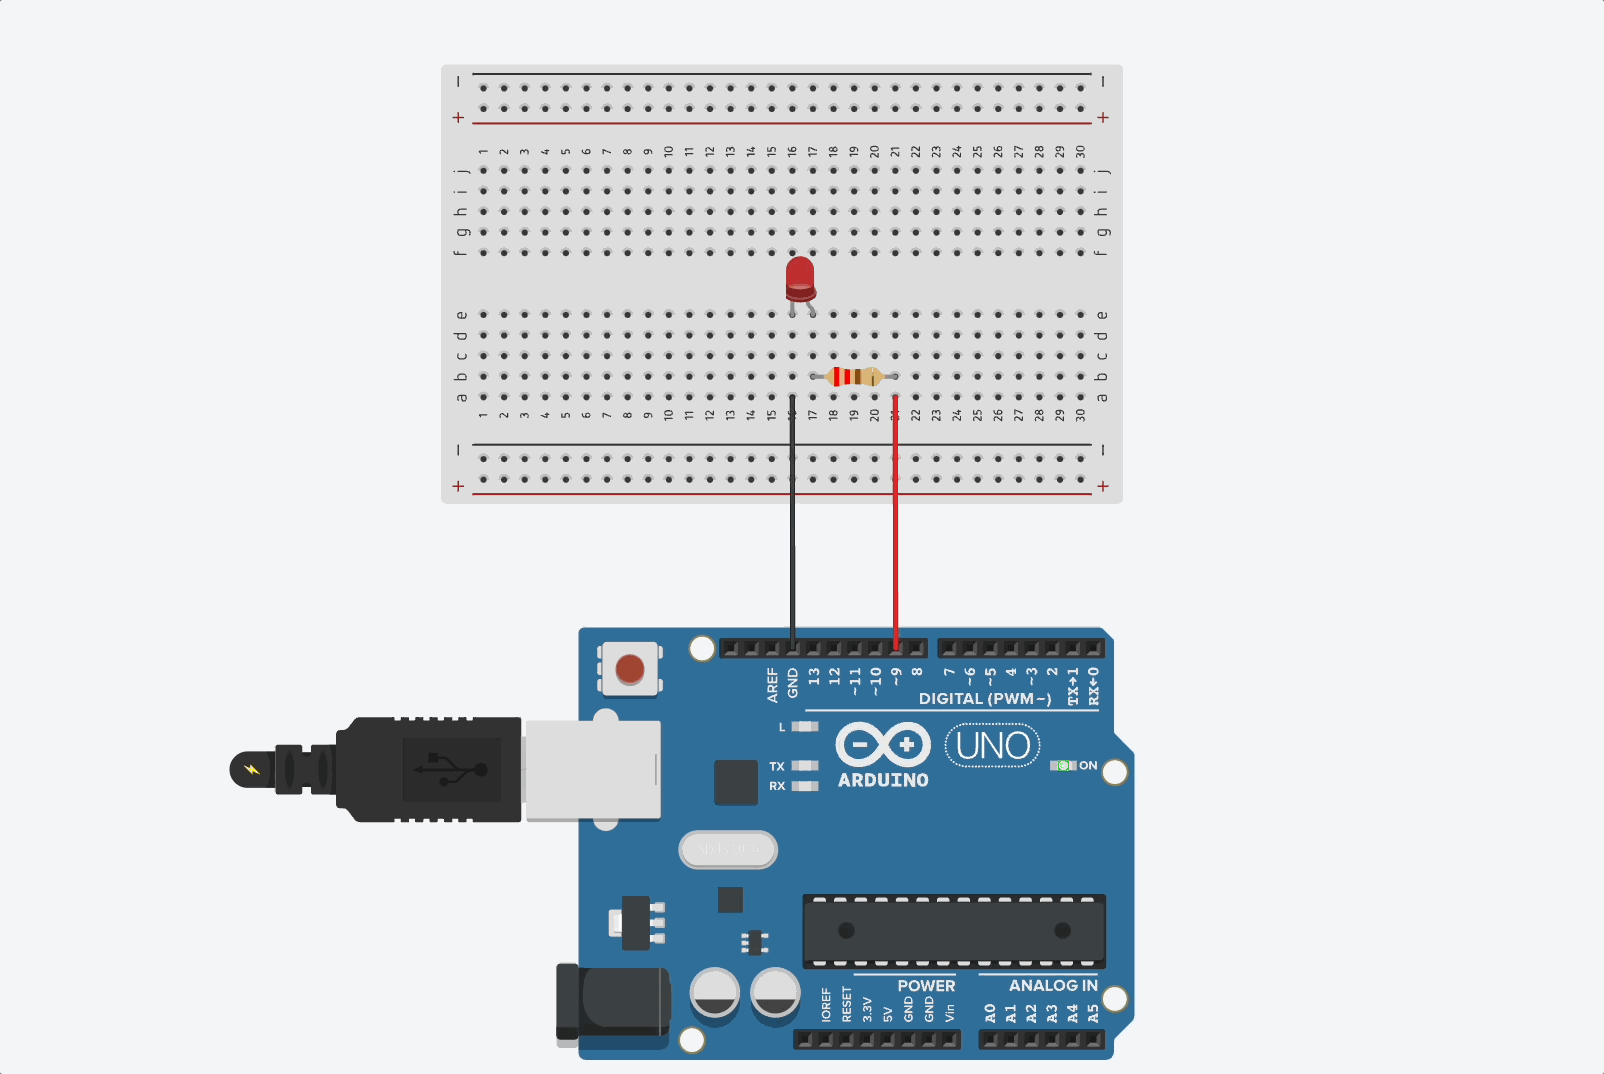 − −
+ +
1 2 3 4 5 6 7 8 9 10 11 12 13 14 15 16 17 18 19 20 21 22 23 24 25 26 27 28 29 30
j j
i i
h h
g g
f f
e e
d d
c c
b b
a a
1 2 3 4 5 6 7 8 9 10 11 12 13 14 15 16 17 18 19 20 21 22 23 24 25 26 27 28 29 30
− −
+ +
AREF GND 13 12 ~11 ~10 ~9 8 7 ~6 ~5 4 ~3 2 TX→1 RX←0
DIGITAL (PWM~)
L
UNO
TX
ON
RX
ARDUINO
POWER ANALOG IN
IOREF RESET 3.3V 5V GND GND Vin A0 A1 A2 A3 A4 A5